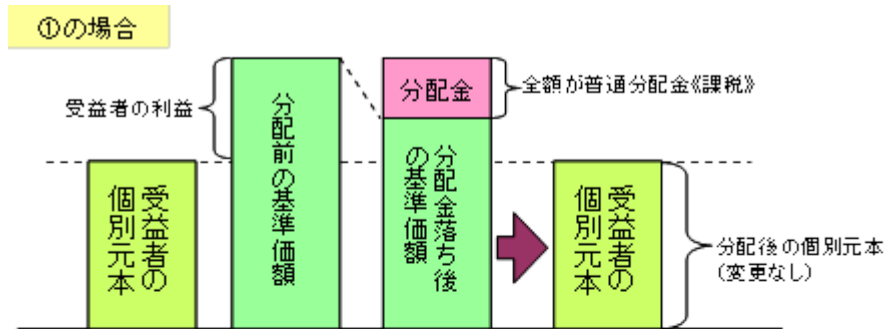 ①の場合
受益者の利益
分配前の基準価額
分配金
全額が普通分配金《課税》
分配金落ち後
の基準価額
受益者の
個別元本
受益者の
個別元本
分配後の個別元本
(変更なし)